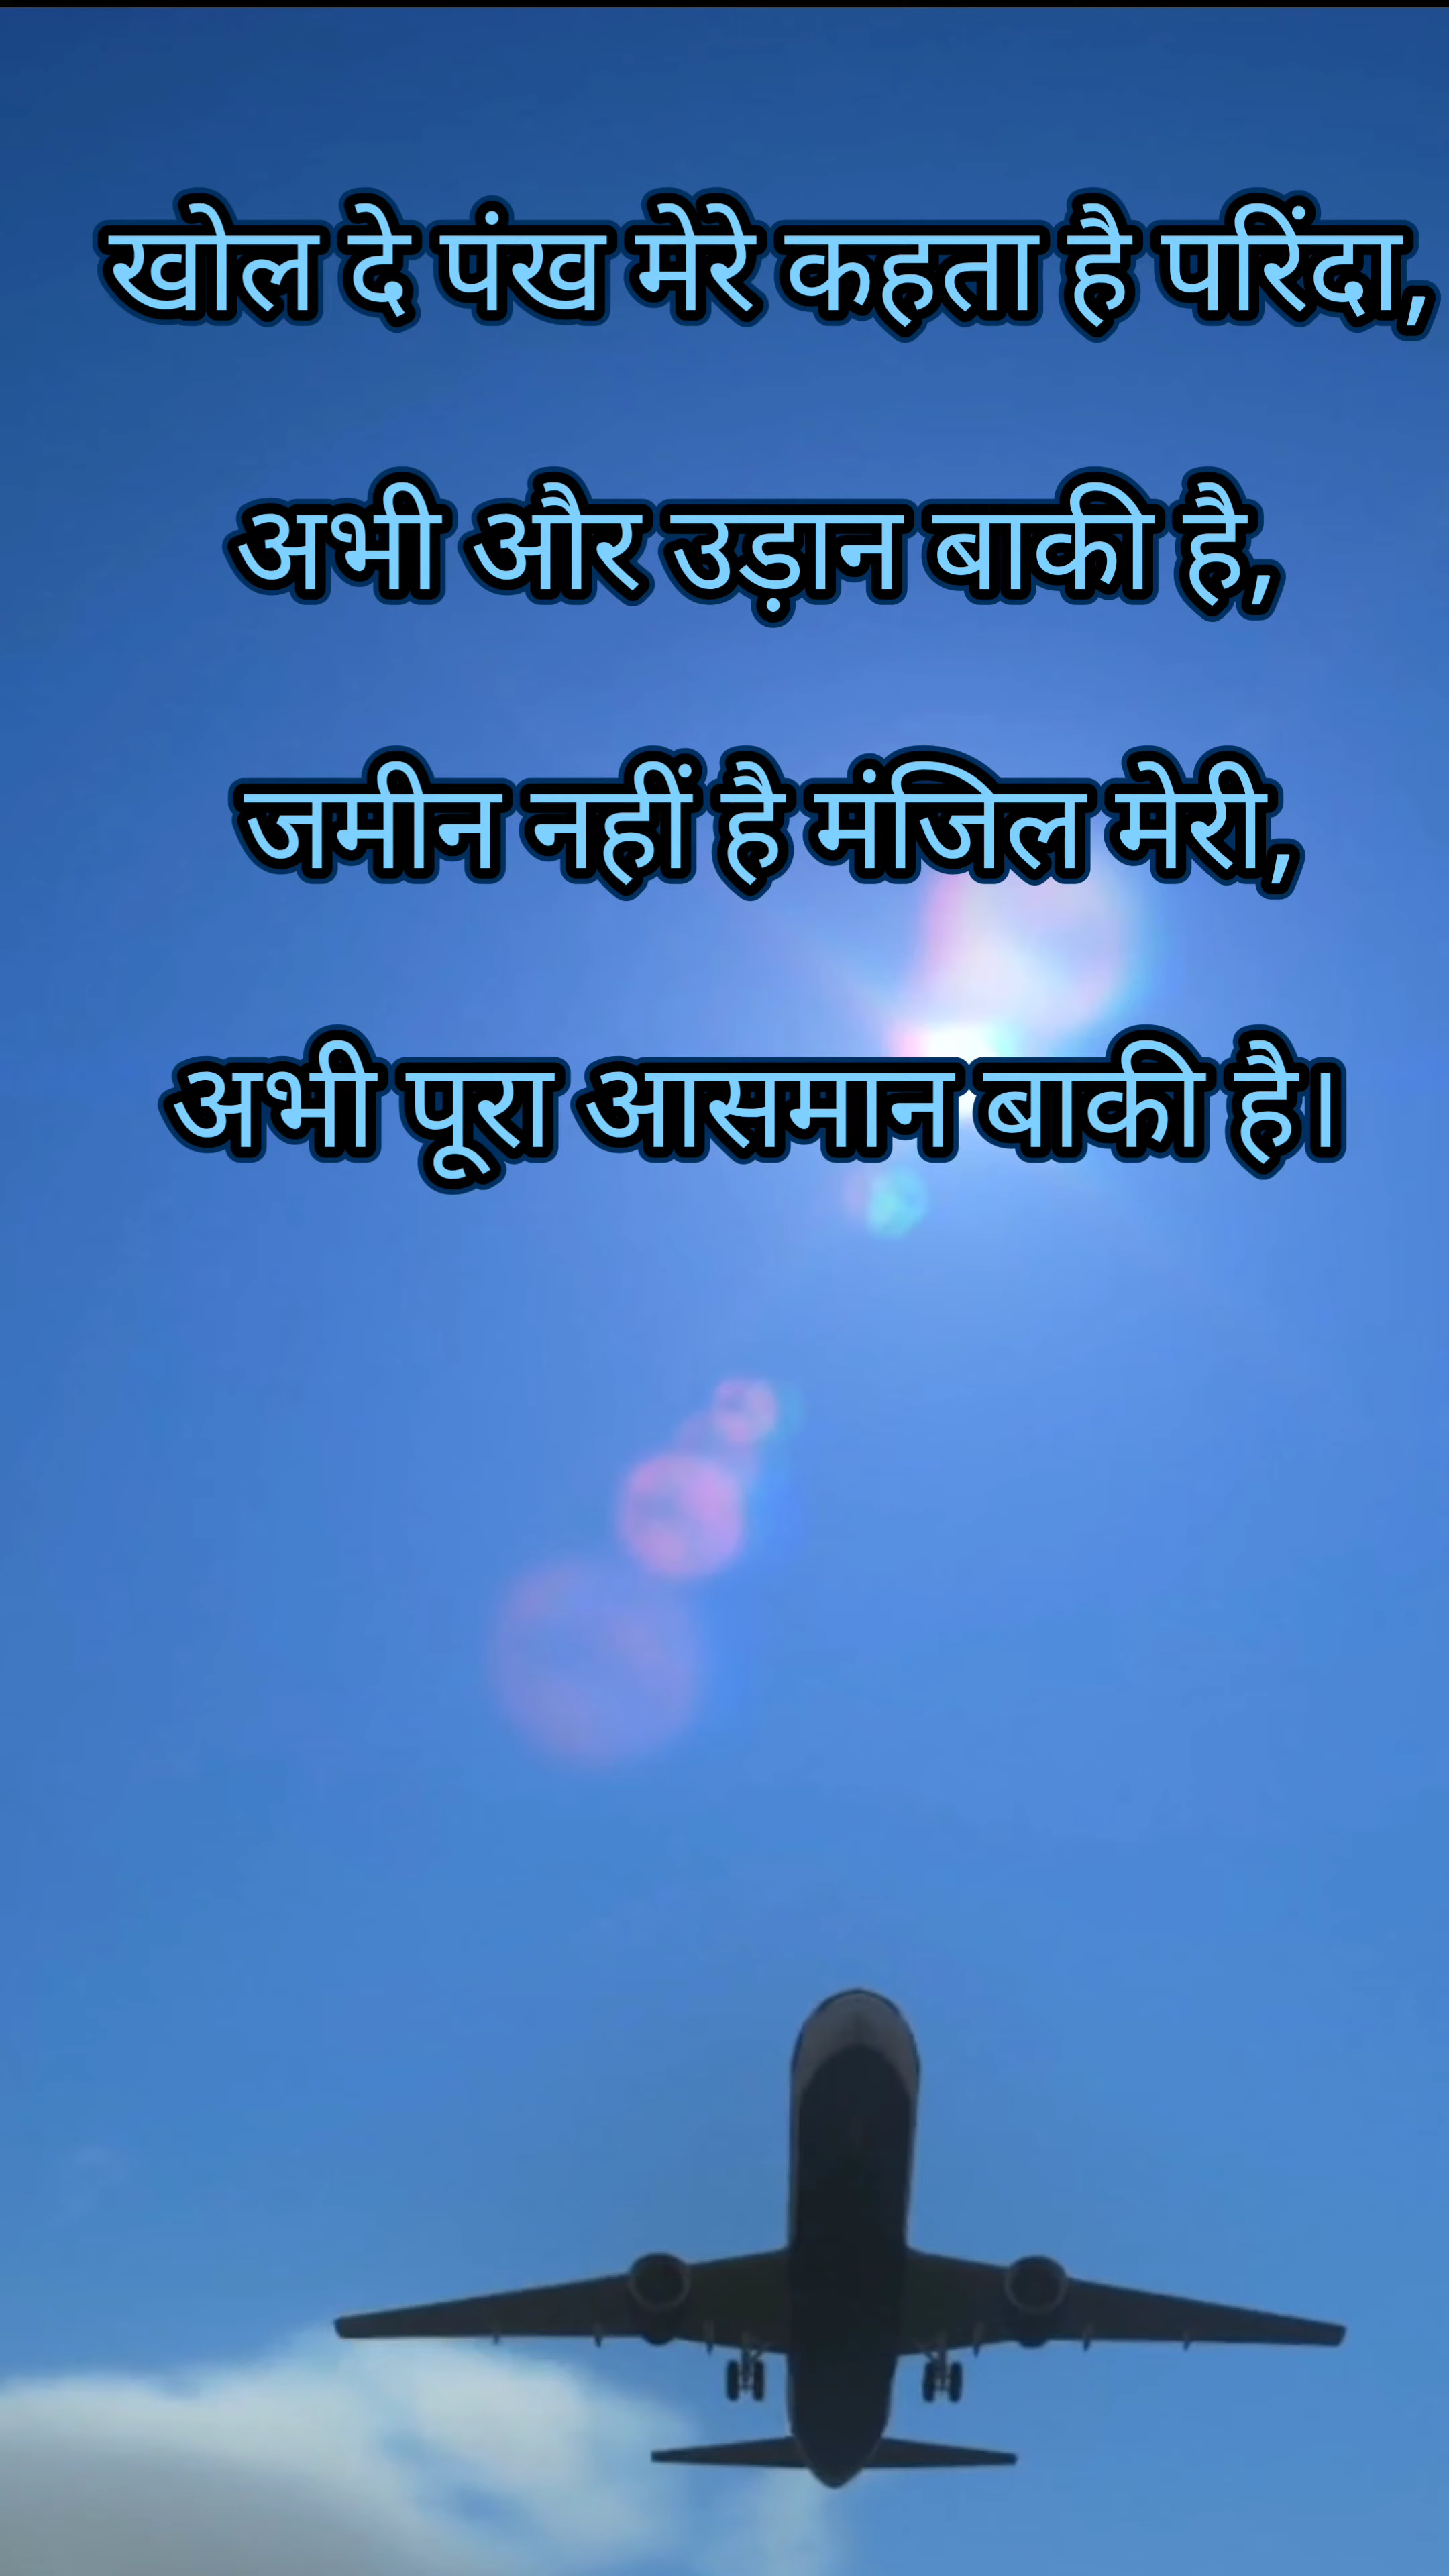 खोल दे पंख मेरे कहता है परिंदा,
अभी और उड़ान बाकी है,
जमीन नहीं है मंजिल मेरी,
अभी पूरा आसमान बाकी है।